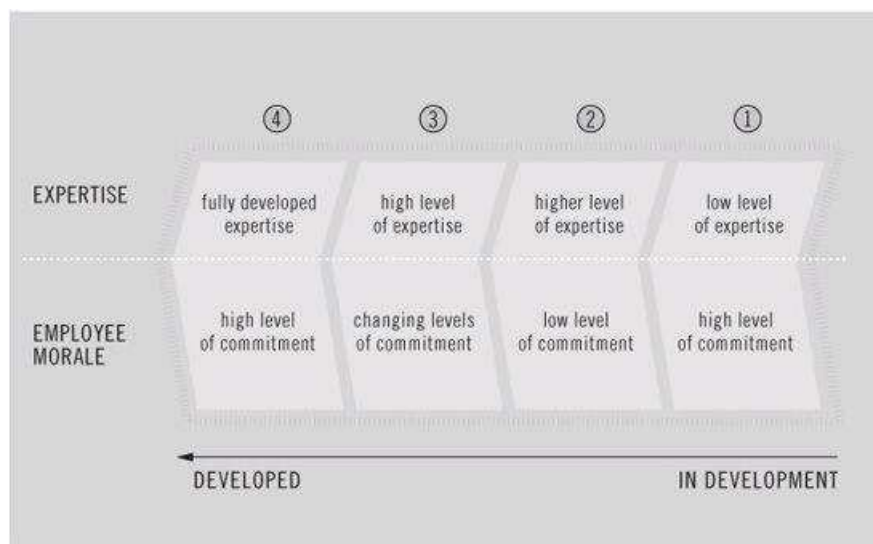 ④ ③ ② ①
EXPERTISE
fully developed
expertise
high level
of expertise
higher level
of expertise
low level
of expertise
EMPLOYEE
MORALE
high level
of commitment
changing levels
of commitment
low level
of commitment
high level
of commitment
DEVELOPED
IN DEVELOPMENT